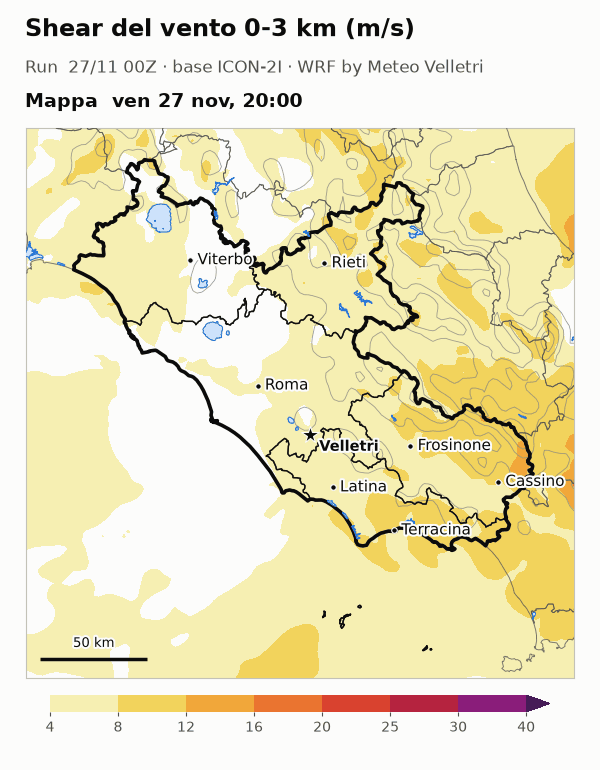 Shear del vento 0-3 km (m/s)
Run  27/11 00Z · base ICON-2I · WRF by Meteo Velletri
Mappa  ven 27 nov, 20:00
Viterbo
Rieti
Roma
Velletri
Frosinone
Cassino
Latina
Terracina
50 km
4 8 12 16 20 25 30 40